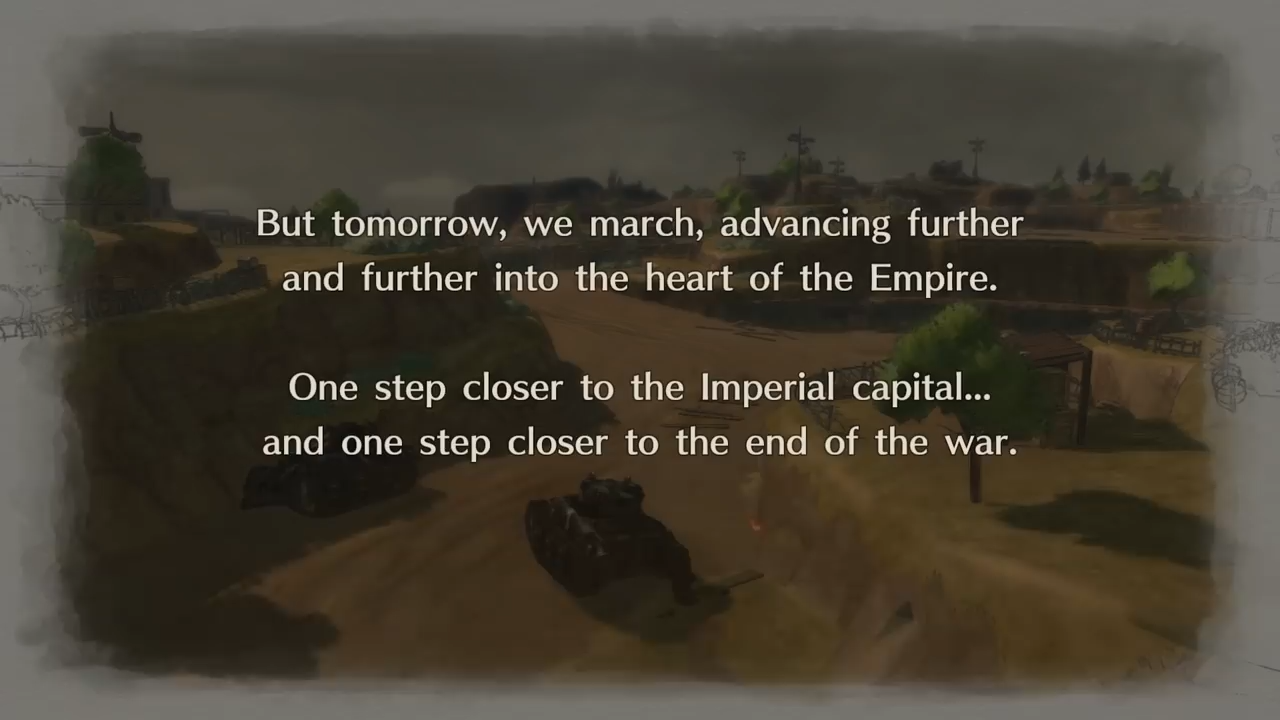 But tomorrow, we march, advancing further
and further into the heart of the Empire.
One step closer to the Imperial capital...
and one step closer to the end of the war.